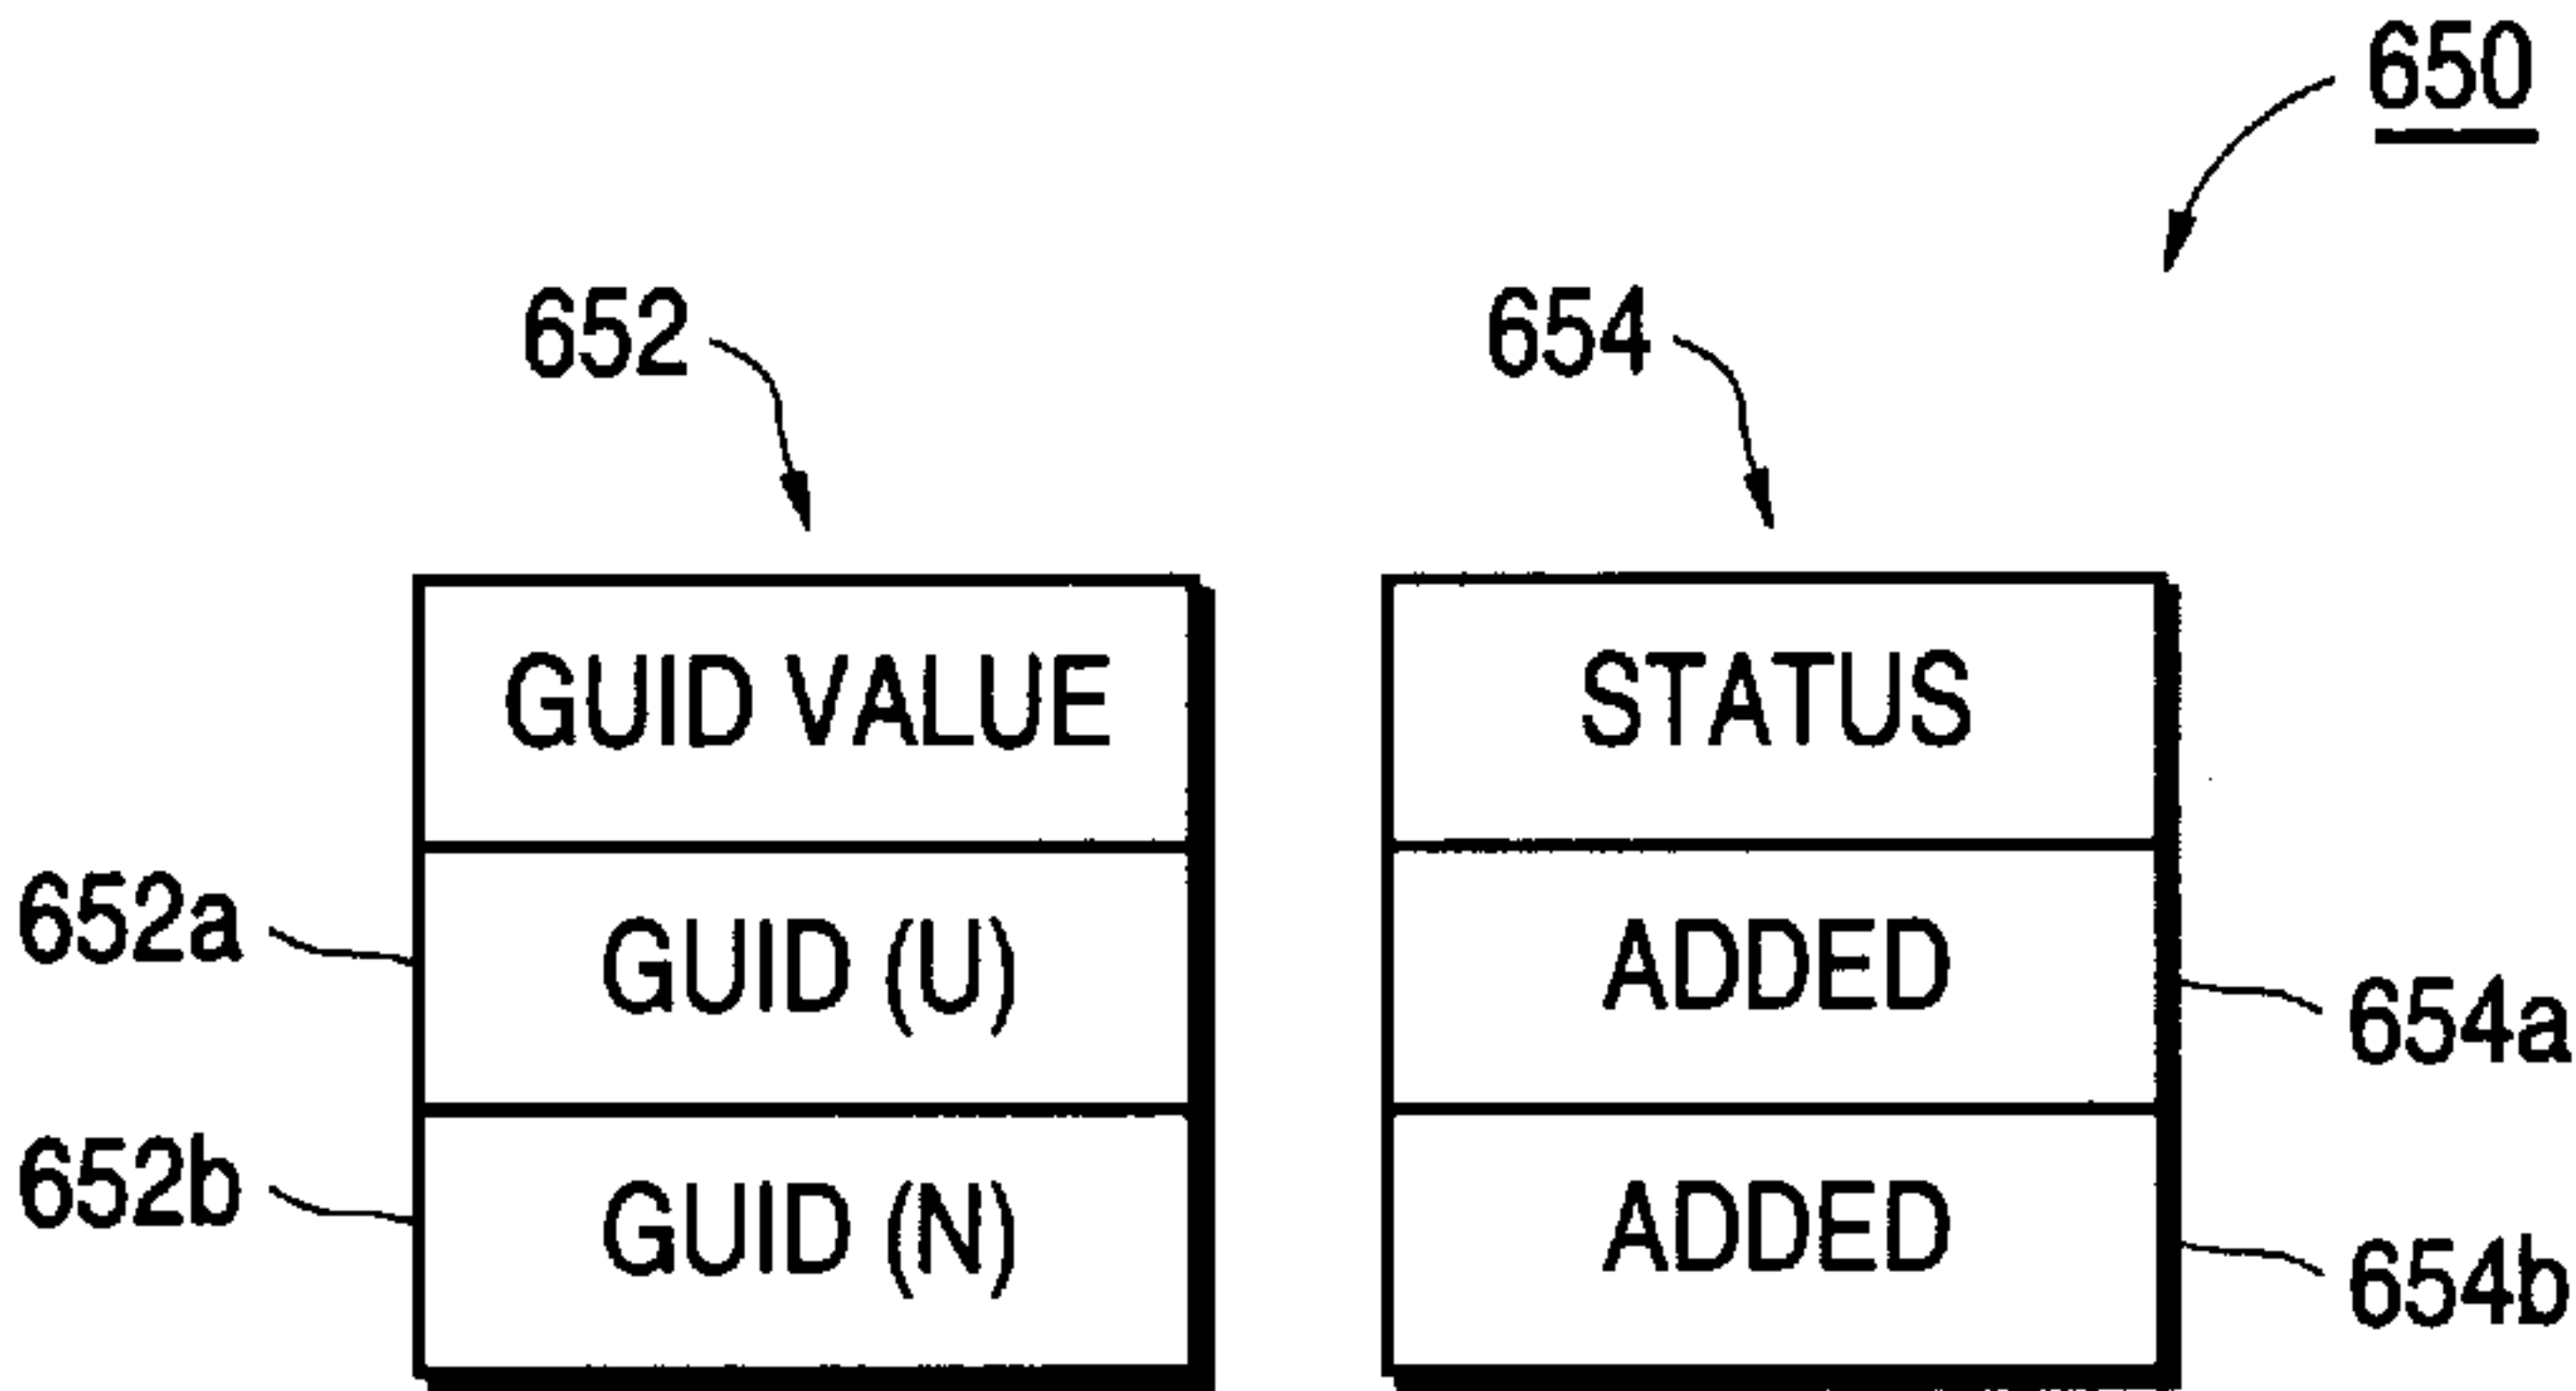 650
652
654
GUID VALUE
STATUS
652a
GUID (U)
ADDED
654a
652b
GUID (N)
ADDED
654b